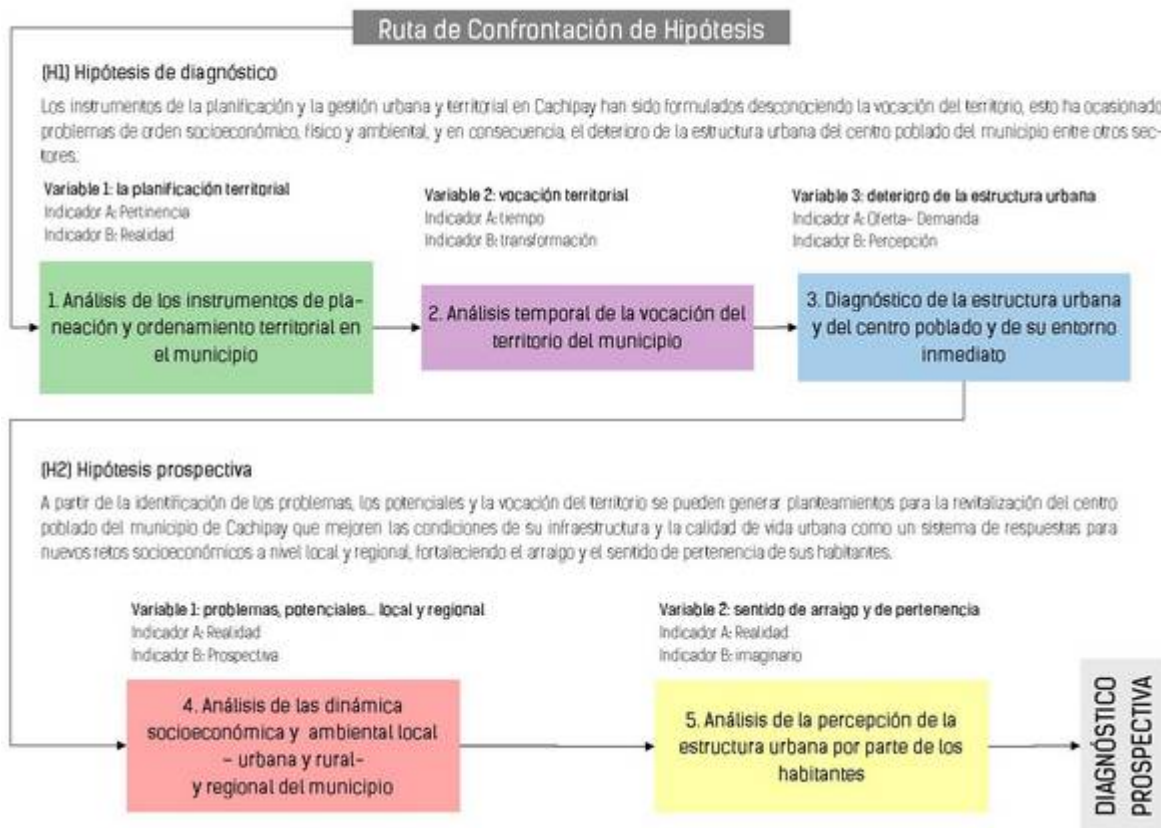 Ruta de Confrontación de Hipótesis
(H1) Hipótesis de diagnóstico
Los instrumentos de la planificación y la gestión urbana y territorial en Cachipay han sido formulados desconociendo la vocación del territorio, esto ha ocasionado
problemas de orden socioeconómico, físico y ambiental, y en consecuencia, el deterioro de la estructura urbana del centro poblado del municipio entre otros sec-
tores.
Variable 1: la planificación territorial
Indicador A: Pertinencia
Indicador B: Realidad
Variable 2: vocación territorial
Indicador A: tiempo
Indicador B: transformación
Variable 3: deterioro de la estructura urbana
Indicador A: Oferta- Demanda
Indicador B: Percepción
1. Análisis de los instrumentos de pla-
neación y ordenamiento territorial en
el municipio
2. Análisis temporal de la vocación del
territorio del municipio
3. Diagnóstico de la estructura urbana
y del centro poblado y de su entorno
inmediato
(H2) Hipótesis prospectiva
A partir de la identificación de los problemas, los potenciales y la vocación del territorio se pueden generar planteamientos para la revitalización del centro
poblado del municipio de Cachipay que mejoren las condiciones de su infraestructura y la calidad de vida urbana como un sistema de respuestas para
nuevos retos socioeconómicos a nivel local y regional, fortaleciendo el arraigo y el sentido de pertenencia de sus habitantes.
Variable 1: problemas, potenciales... local y regional
Indicador A: Realidad
Indicador B: Prospectiva
Variable 2: sentido de arraigo y de pertenencia
Indicador A: Realidad
Indicador B: imaginario
4. Análisis de las dinámica
socioeconómica y ambiental local
- urbana y rural-
y regional del municipio
5. Análisis de la percepción de la
estructura urbana por parte de los
habitantes
DIAGNÓSTICO
PROSPECTIVA